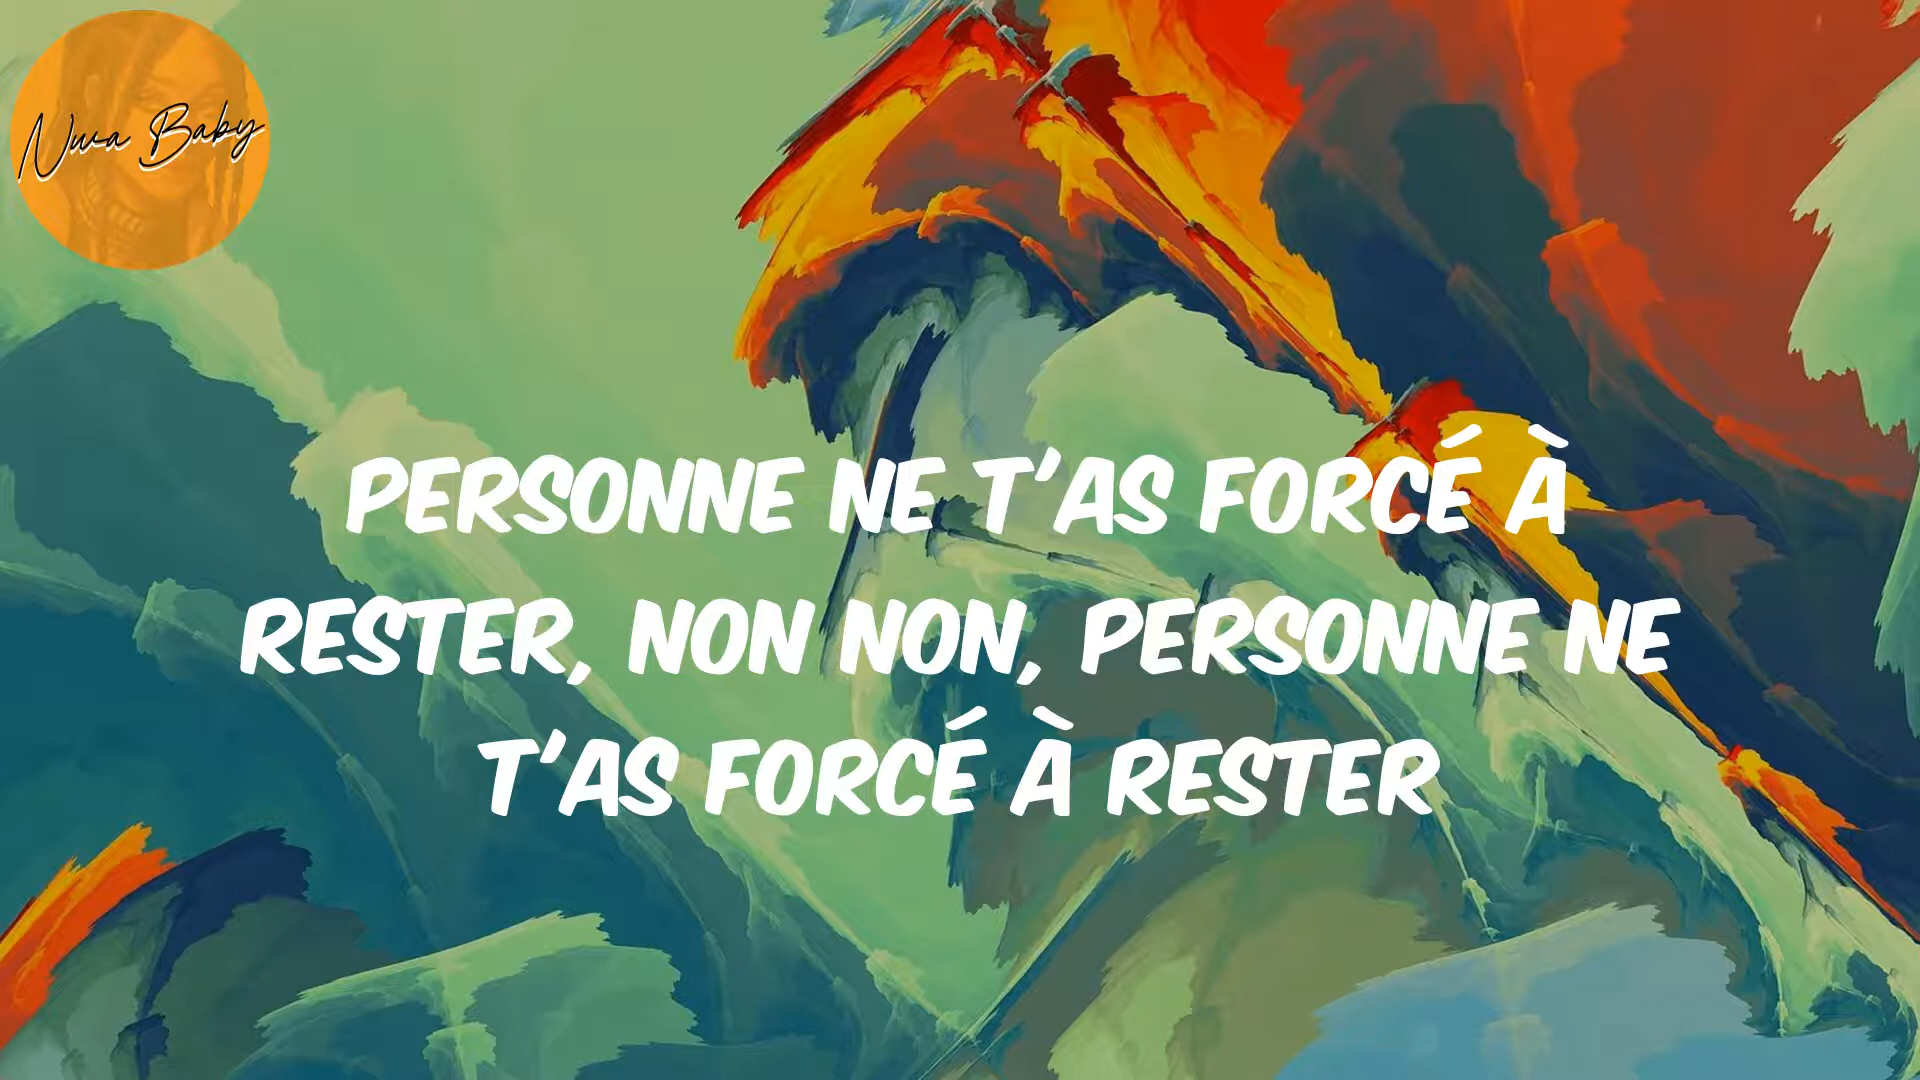 Nwa Baby
PERSONNE NE T'AS FORCÉ À
RESTER, NON NON, PERSONNE NE
T'AS FORCÉ À RESTER